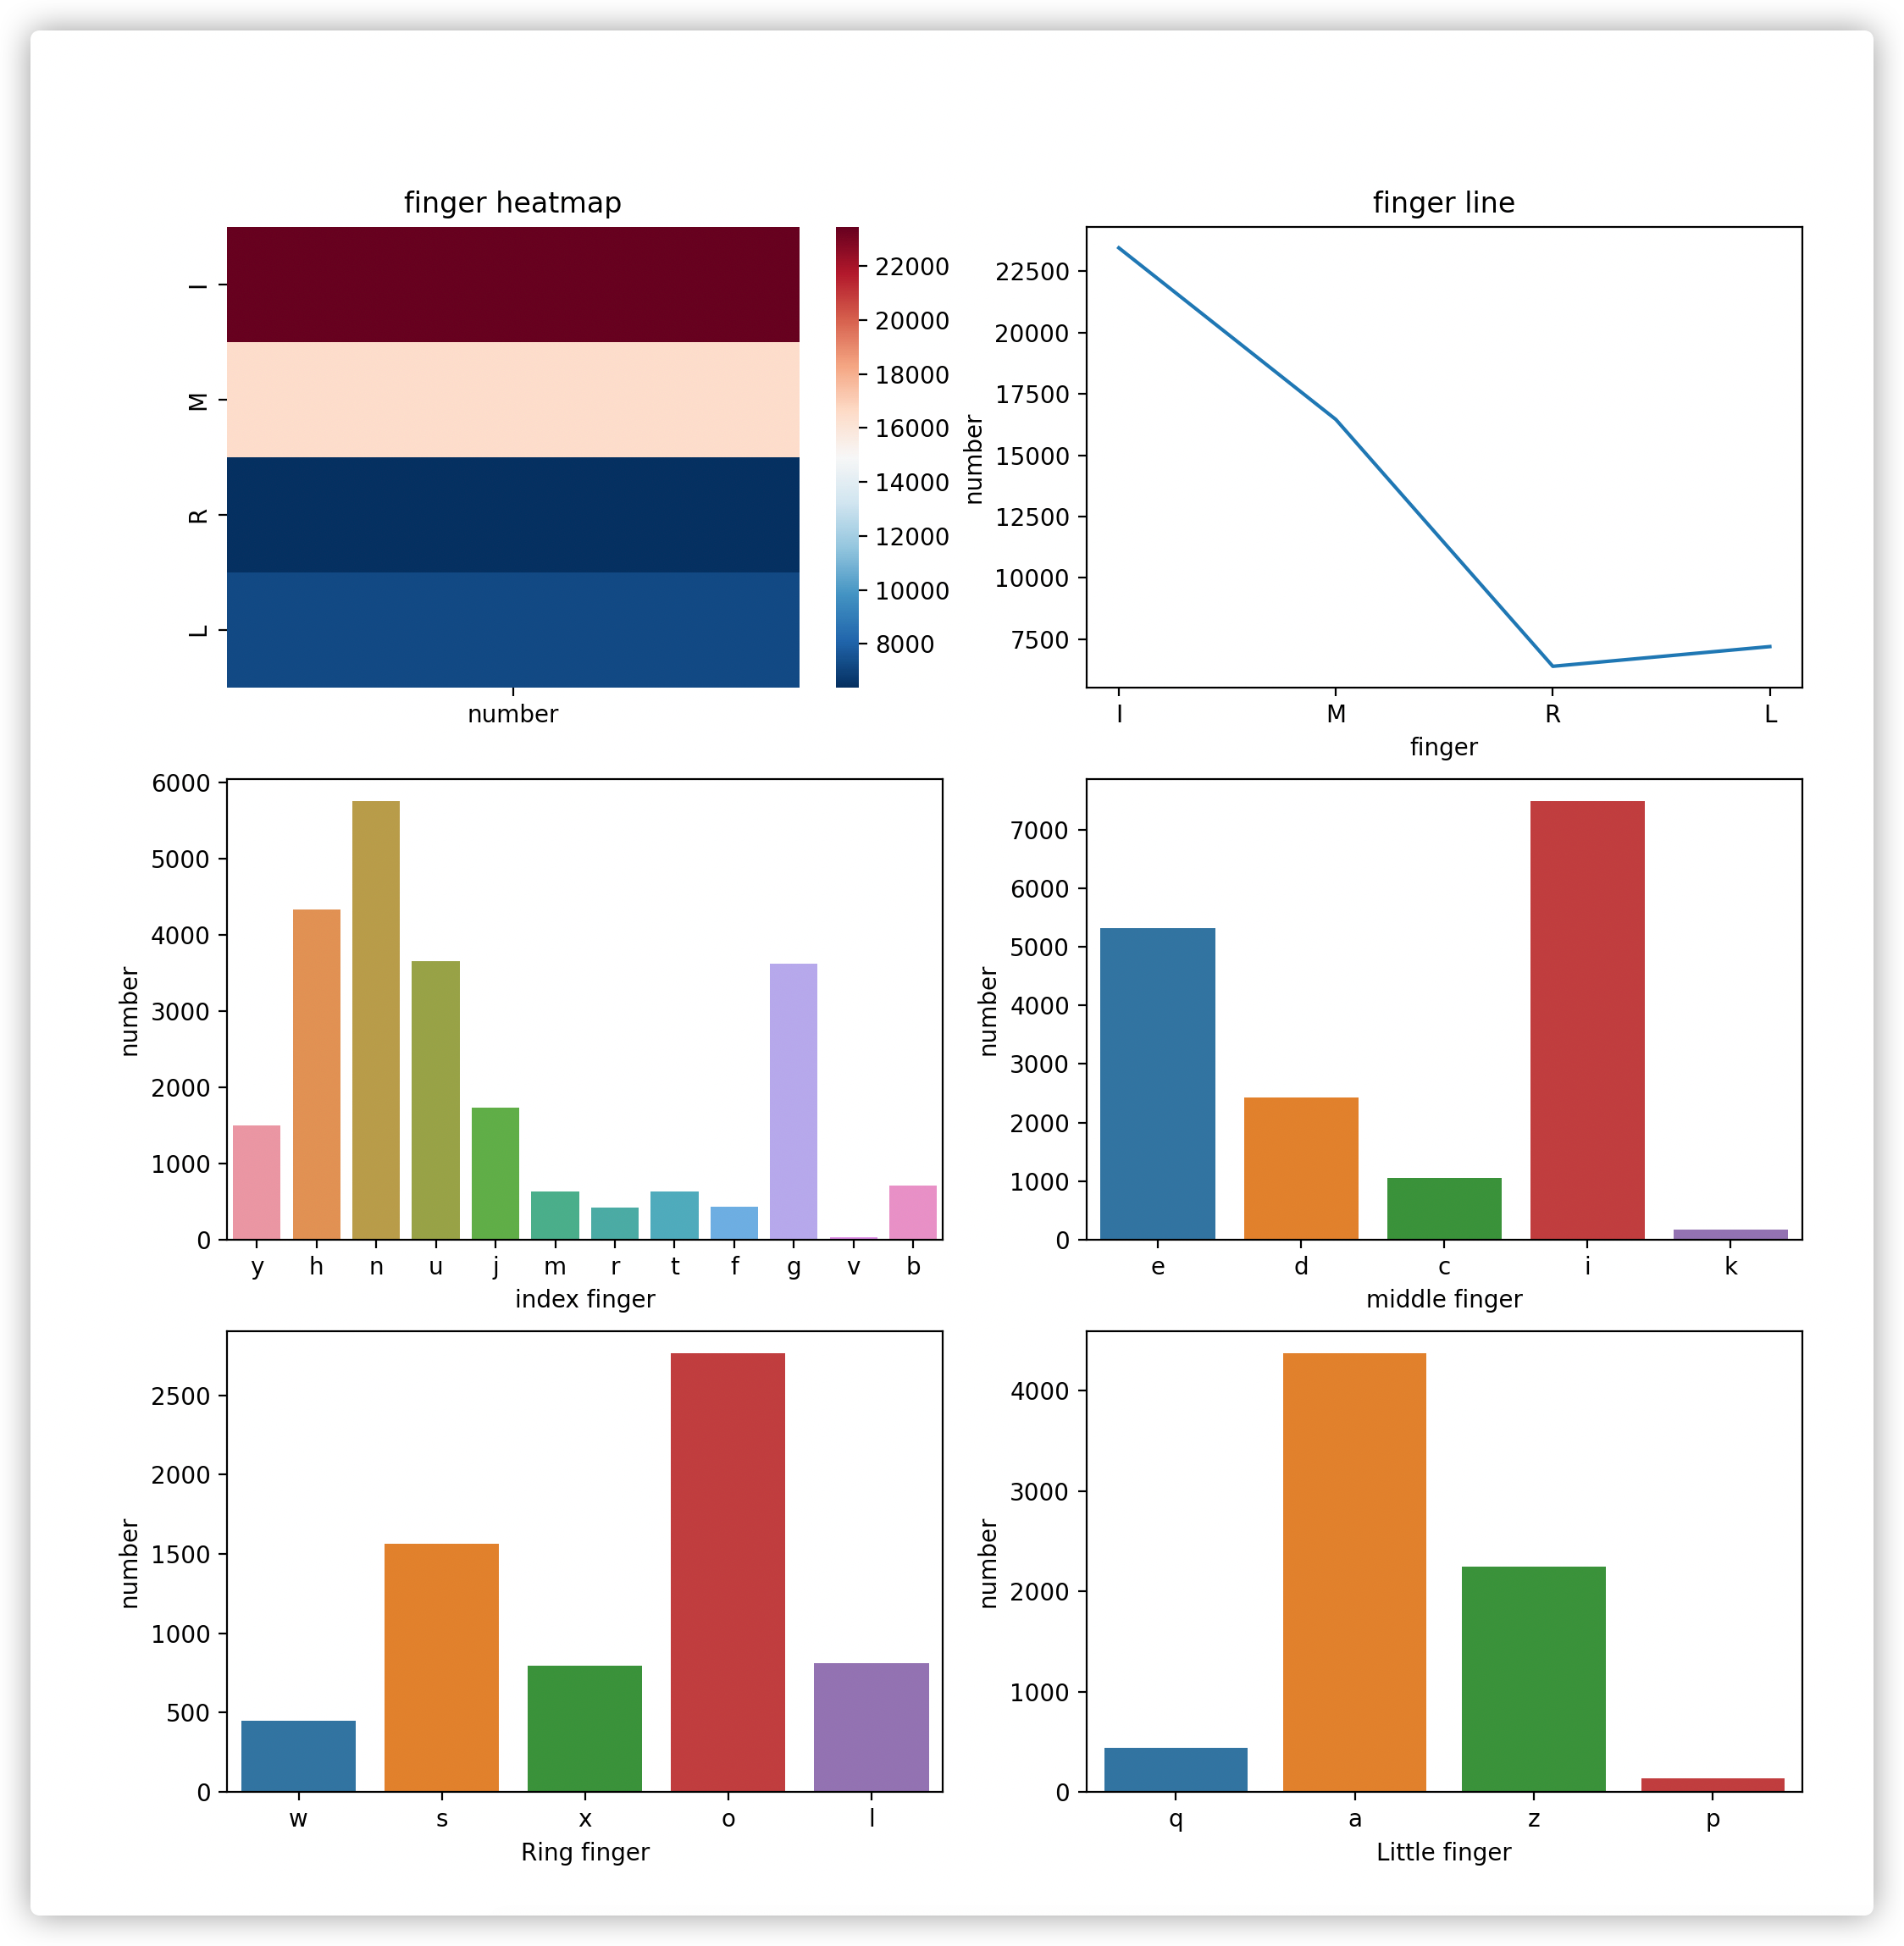 finger heatmap
I
M
R
L
number
22000
20000
18000
16000
14000
12000
10000
8000
finger line
number
22500
20000
17500
15000
12500
10000
7500
I M R L
finger
number
6000
5000
4000
3000
2000
1000
0
y h n u j m r t f g v b
index finger
number
7000
6000
5000
4000
3000
2000
1000
0
e d c i k
middle finger
number
2500
2000
1500
1000
500
0
w s x o l
Ring finger
number
4000
3000
2000
1000
0
q a z p
Little finger